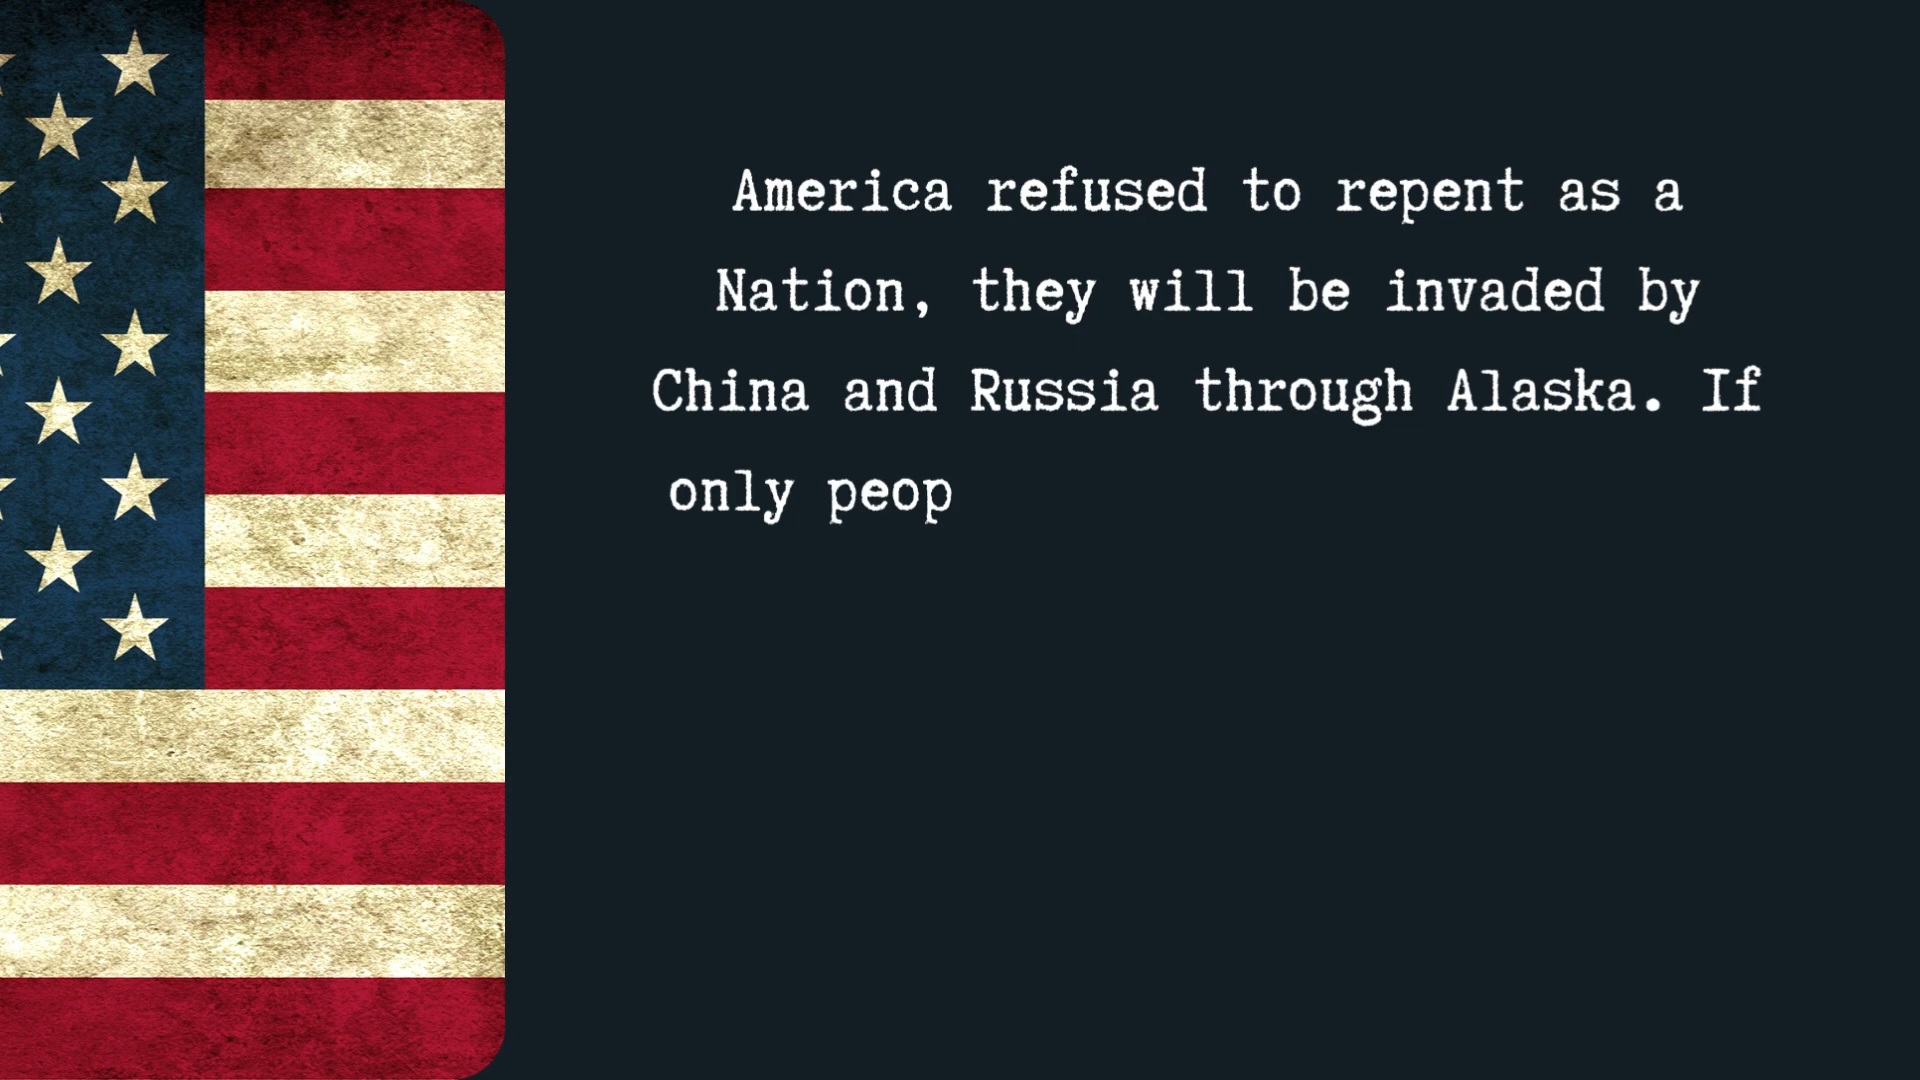 America refused to repent as a
Nation, they will be invaded by
China and Russia through Alaska. If
only peop